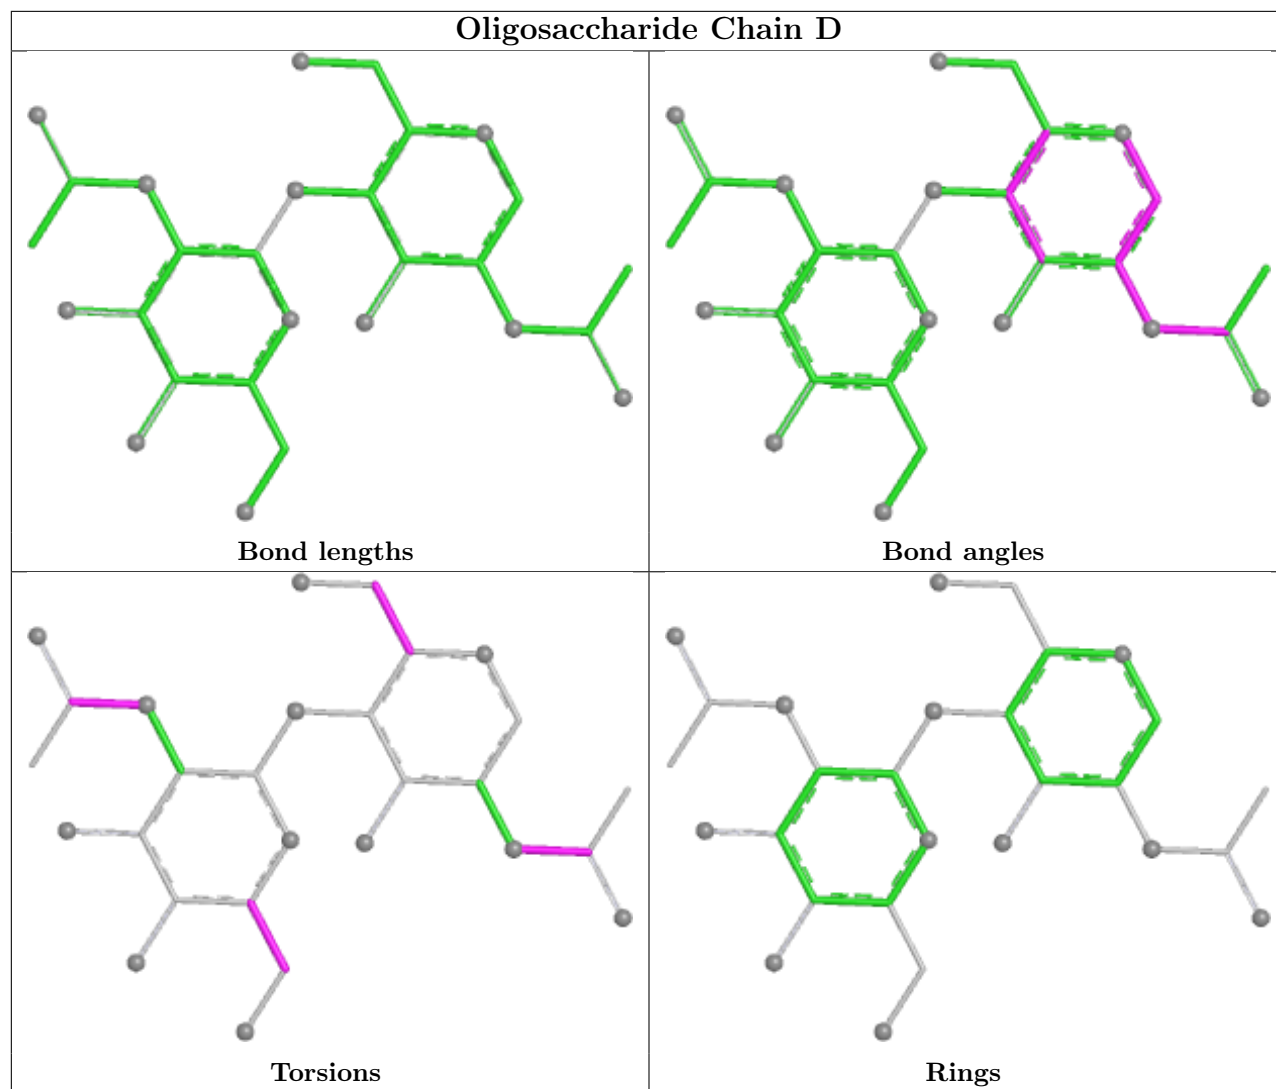 Oligosaccharide Chain D
Bond lengths
Bond angles
Torsions
Rings